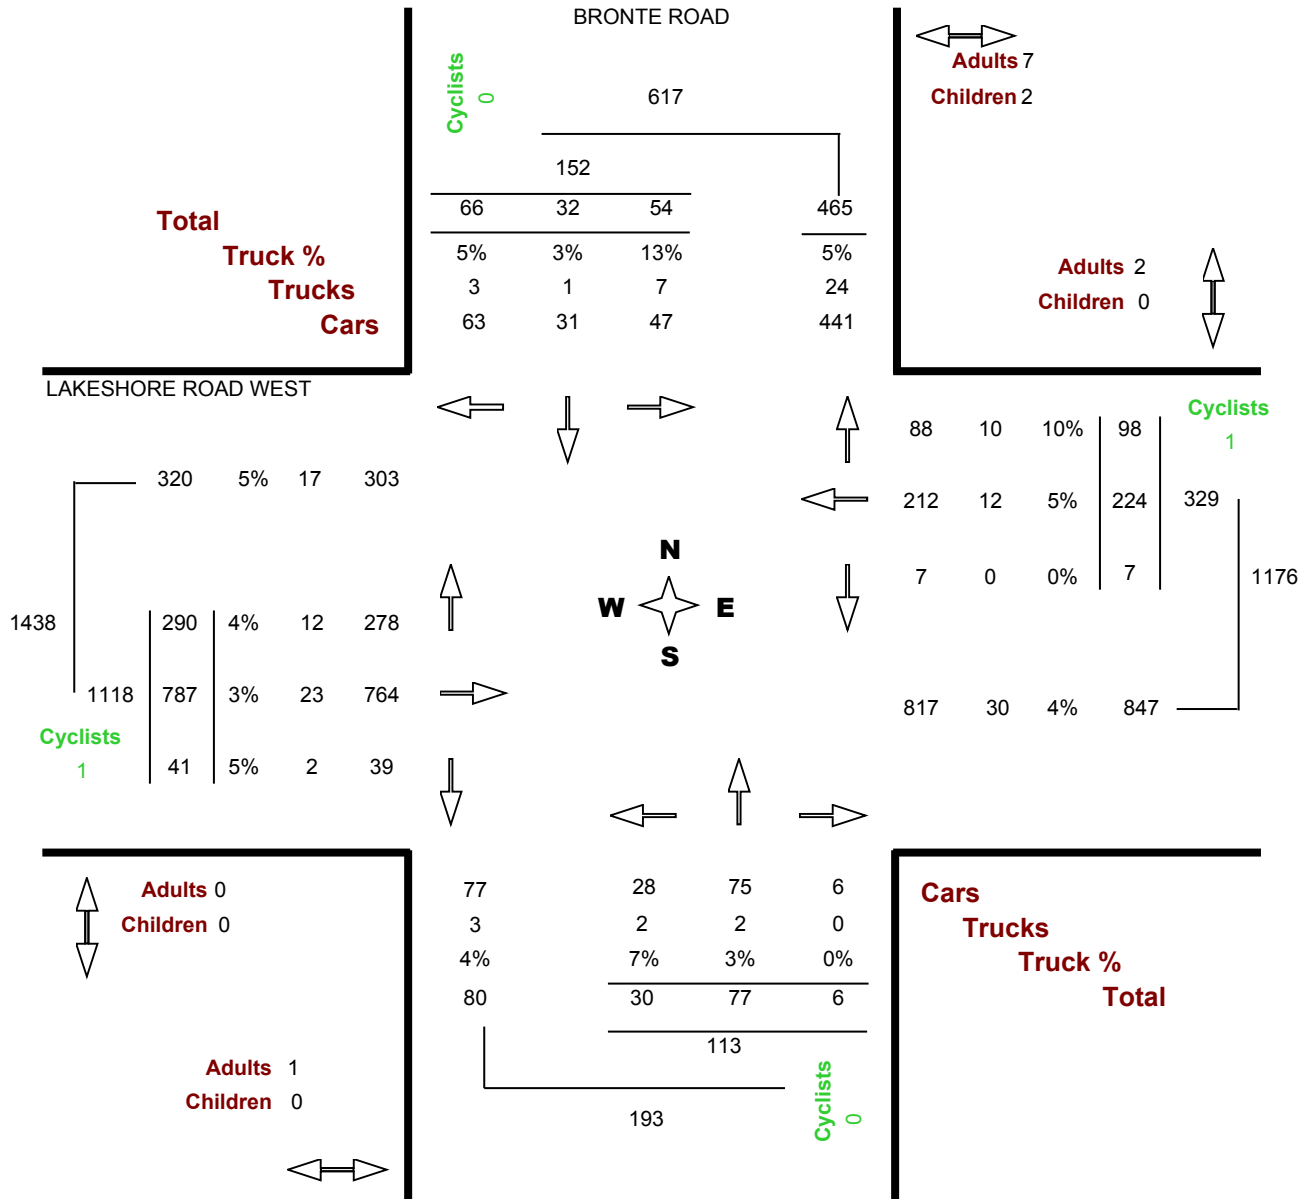 BRONTE ROAD
Cyclists
0
617
Adults 7
Children 2
152
Total
Truck %
Trucks
Cars
66 32 54 465
5% 3% 13% 5%
3 1 7 24
63 31 47 441
Adults 2
Children 0
LAKESHORE ROAD WEST
320 5% 17 303
88 10 10% 98
Cyclists
1
212 12 5% 224 329
7 0 0% 7
1176
N
W E
S
1438
290 4% 12 278
1118 787 3% 23 764
817 30 4% 847
Cyclists
1
41 5% 2 39
Adults 0
Children 0
77 28 75 6
3 2 2 0
4% 7% 3% 0%
80 30 77 6
113
Cars
Trucks
Truck %
Total
Adults 1
Children 0
193
Cyclists
0